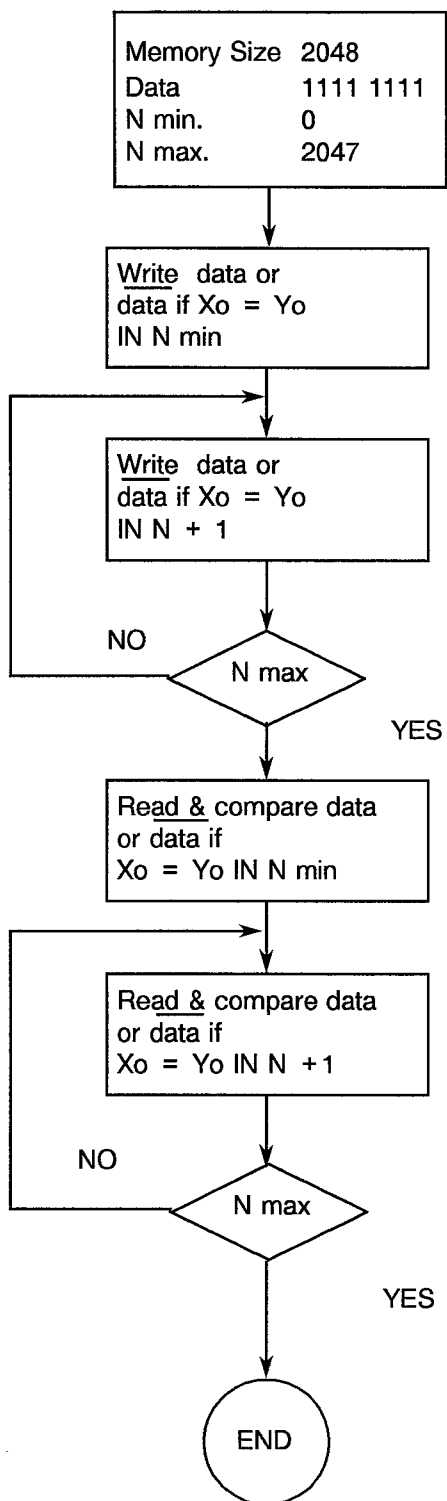 Memory Size 2048
Data 1111 1111
N min. 0
N max. 2047
Write data or
data if Xo = Yo
IN N min
Write data or
data if Xo = Yo
IN N + 1
NO
N max
YES
Read & compare data
or data if
Xo = Yo IN N min
Read & compare data
or data if
Xo = Yo IN N +1
NO
N max
YES
END